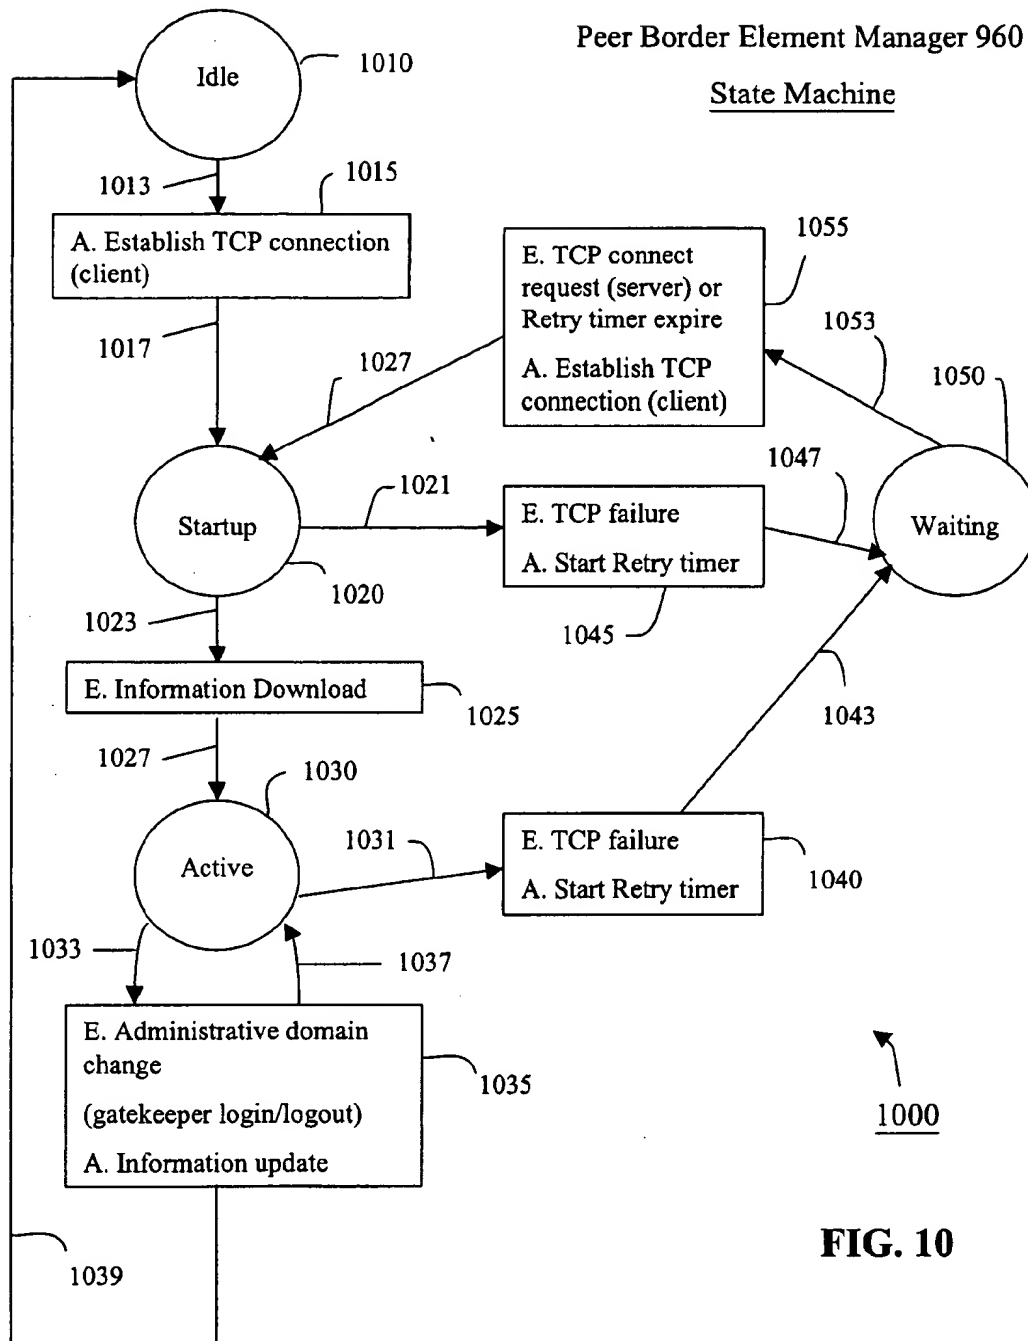 Peer Border Element Manager 960
State Machine
Idle
1010
1013
1015
A. Establish TCP connection
(client)
1017
E. TCP connect
request (server) or
Retry timer expire
A. Establish TCP
connection (client)
1055
1053
1050
1027
Startup
1020
1021
E. TCP failure
A. Start Retry timer
1045
1047
Waiting
1023
E. Information Download
1025
1027
1030
Active
1031
E. TCP failure
A. Start Retry timer
1040
1043
1033
1037
E. Administrative domain
change
(gatekeeper login/logout)
A. Information update
1035
1039
1000
FIG. 10